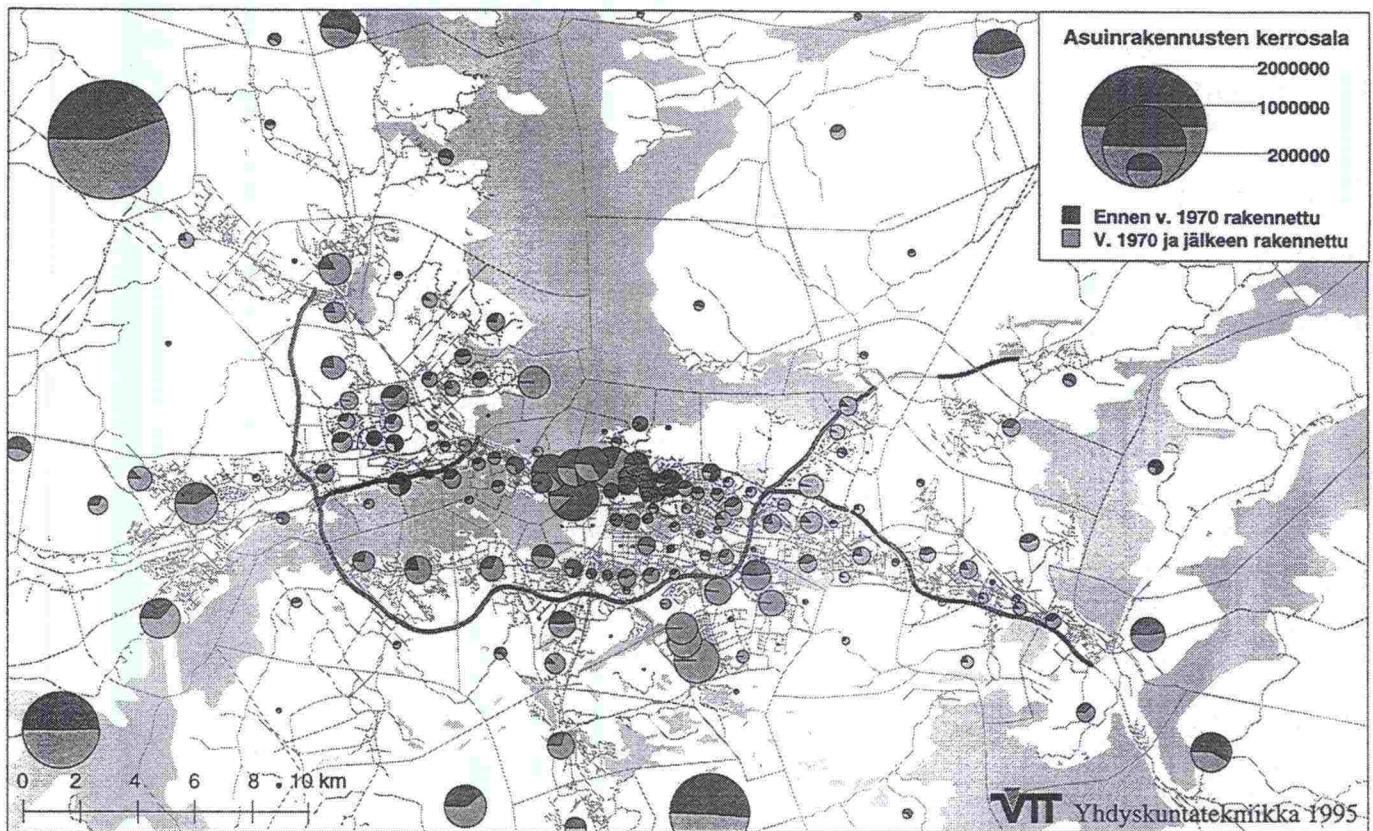 Asuinrakennusten kerrosala
2000000
1000000
200000
Ennen v. 1970 rakennettu
V. 1970 ja jälkeen rakennettu
0 2 4 6 8 10 km
VTT Yhdyskuntatekniikka 1995